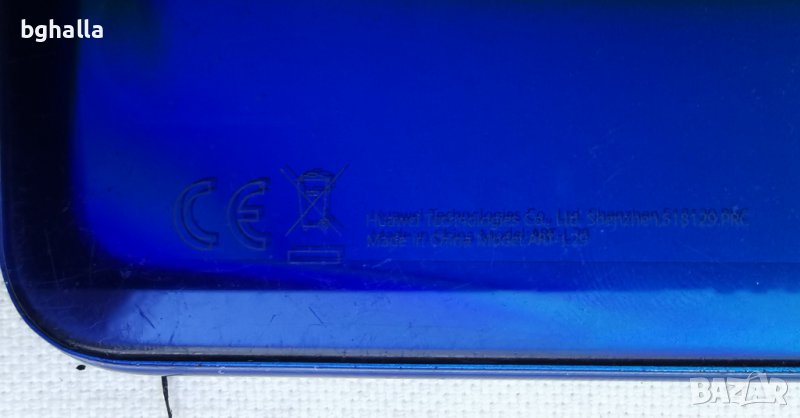 bghalla
CE
Huawei Technologies Co., Ltd. Shenzhen,518129.PRC
Made in China Model:ART-L29
BAZAR